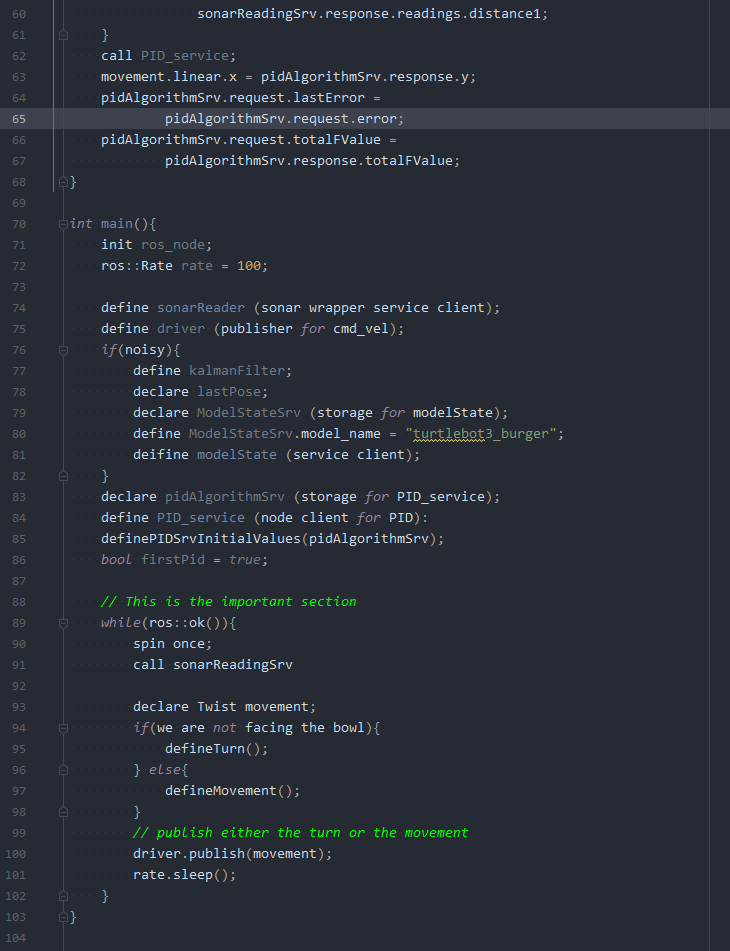 60 sonarReadingSrv.response.readings.distance1;
61 }
62 call PID_service;
63 movement.linear.x = pidAlgorithmSrv.response.y;
64 pidAlgorithmSrv.request.lastError =
65 pidAlgorithmSrv.request.error;
66 pidAlgorithmSrv.request.totalFValue =
67 pidAlgorithmSrv.response.totalFValue;
68 }
69
70 int main(){
71 init ros_node;
72 ros::Rate rate = 100;
73
74 define sonarReader (sonar wrapper service client);
75 define driver (publisher for cmd_vel);
76 if(noisy){
77 define kalmanFilter;
78 declare lastPose;
79 declare ModelStateSrv (storage for modelState);
80 define ModelStateSrv.model_name = "turtlebot3_burger";
81 deifine modelState (service client);
82 }
83 declare pidAlgorithmSrv (storage for PID_service);
84 define PID_service (node client for PID):
85 definePIDSrvInitialValues(pidAlgorithmSrv);
86 bool firstPid = true;
87
88 // This is the important section
89 while(ros::ok()){
90 spin once;
91 call sonarReadingSrv
92
93 declare Twist movement;
94 if(we are not facing the bowl){
95 defineTurn();
96 } else{
97 defineMovement();
98 }
99 // publish either the turn or the movement
100 driver.publish(movement);
101 rate.sleep();
102 }
103 }
104